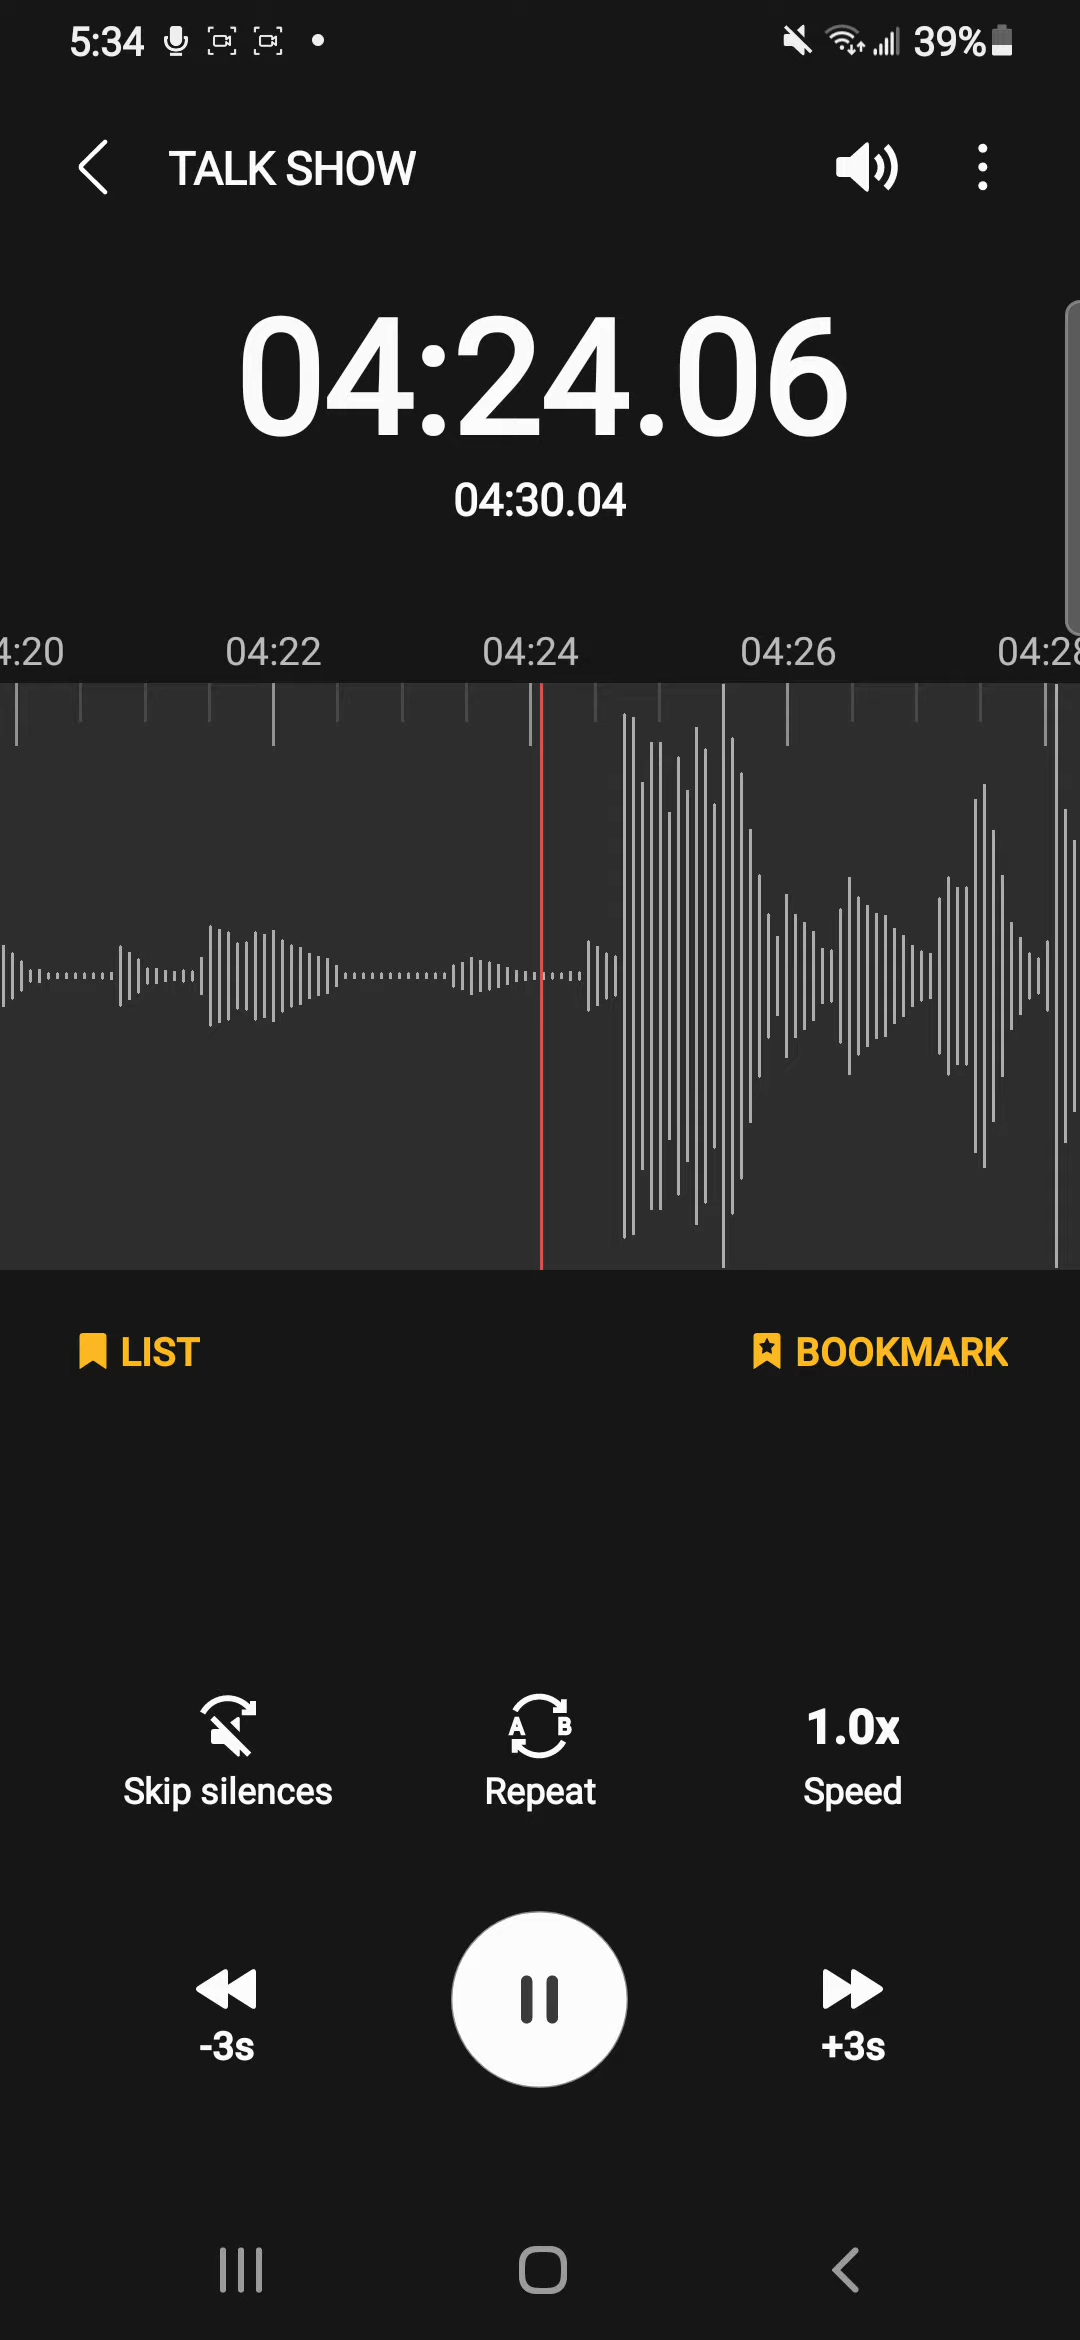 5:34 39%
TALK SHOW
04:24.06
04:30.04
4:20 04:22 04:24 04:26 04:28
LIST BOOKMARK
A B 1.0x
Skip silences Repeat Speed
-3s +3s